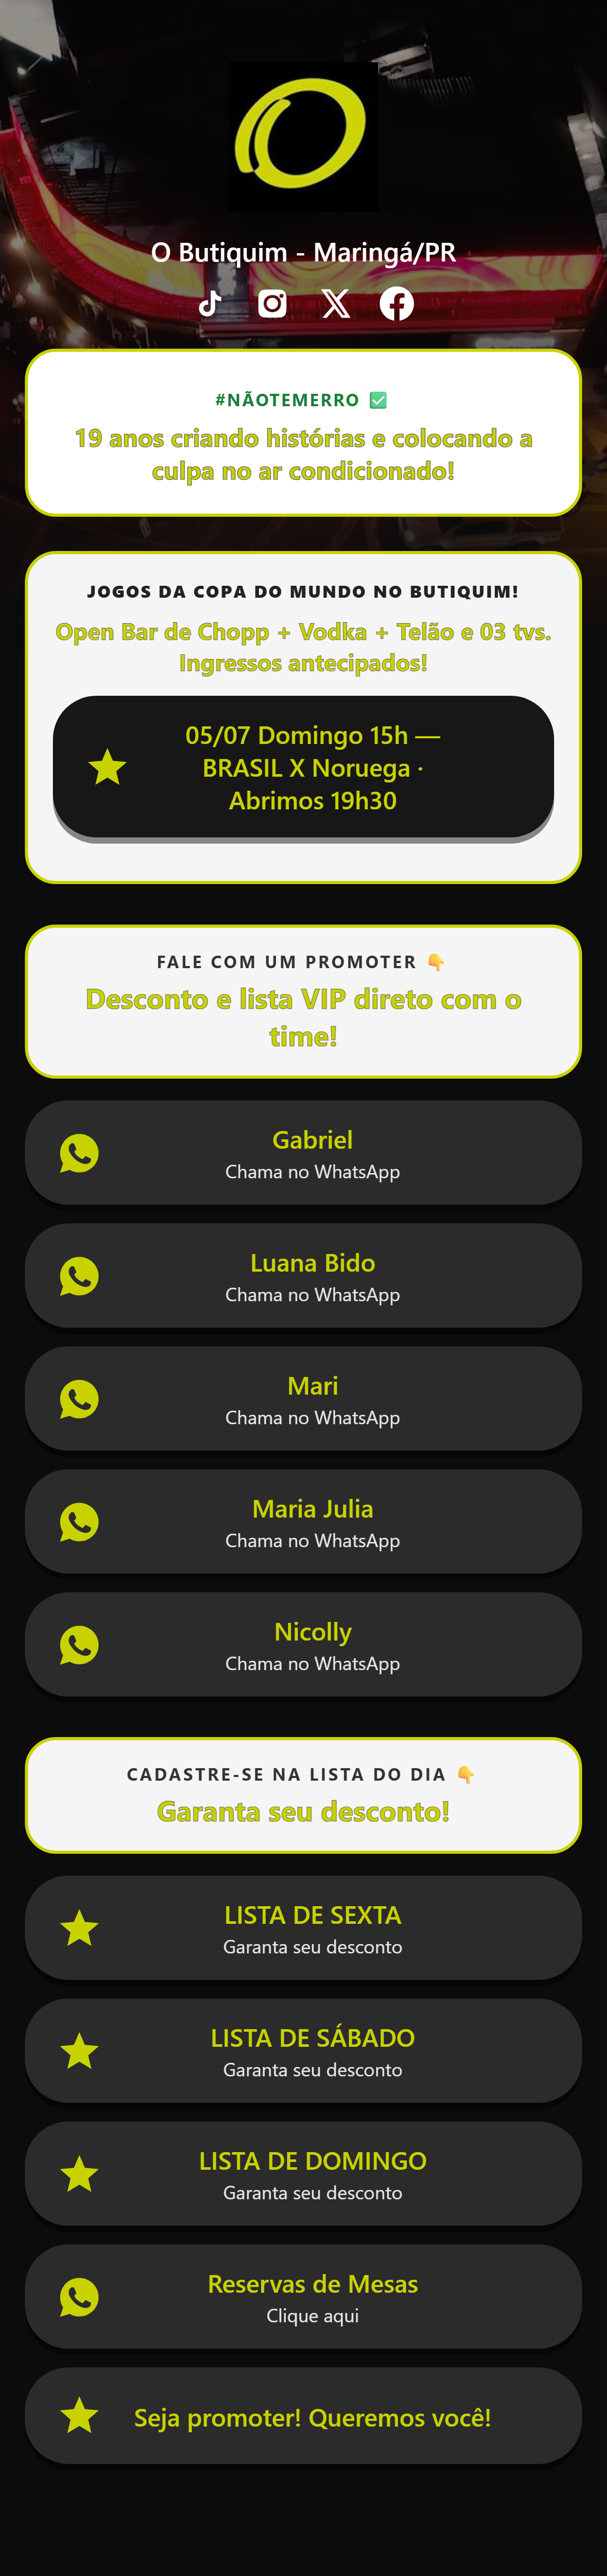 O Butiquim - Maringá/PR
#NÃOTEMERRO ✅
19 anos criando histórias e colocando a
culpa no ar condicionado!
JOGOS DA COPA DO MUNDO NO BUTIQUIM!
Open Bar de Chopp + Vodka + Telão e 03 tvs.
Ingressos antecipados!
05/07 Domingo 15h —
BRASIL X Noruega ·
Abrimos 19h30
FALE COM UM PROMOTER 👇
Desconto e lista VIP direto com o
time!
Gabriel
Chama no WhatsApp
Luana Bido
Chama no WhatsApp
Mari
Chama no WhatsApp
Maria Julia
Chama no WhatsApp
Nicolly
Chama no WhatsApp
CADASTRE-SE NA LISTA DO DIA 👇
Garanta seu desconto!
LISTA DE SEXTA
Garanta seu desconto
LISTA DE SÁBADO
Garanta seu desconto
LISTA DE DOMINGO
Garanta seu desconto
Reservas de Mesas
Clique aqui
Seja promoter! Queremos você!